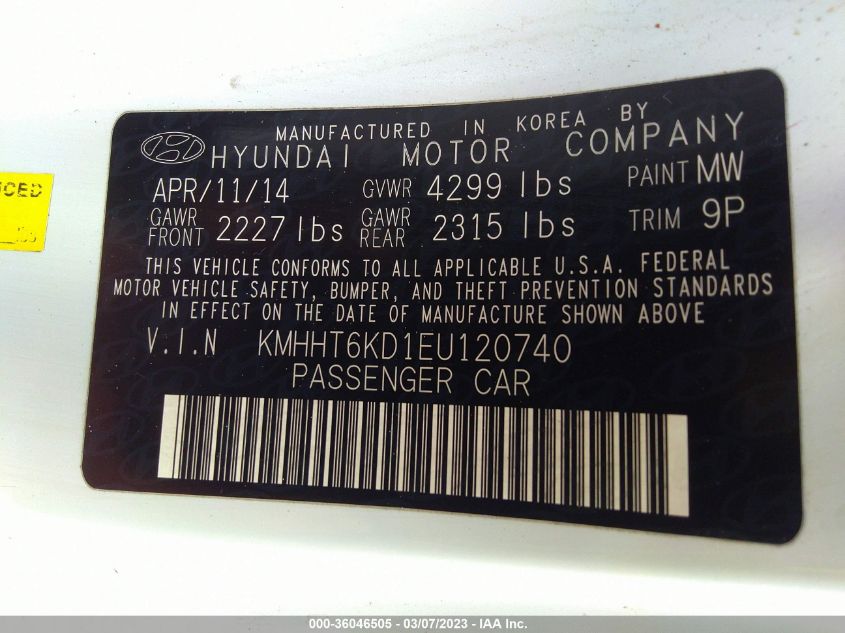 MANUFACTURED IN KOREA BY
HYUNDAI MOTOR COMPANY
APR/11/14 GVWR 4299 lbs PAINT MW
GAWR FRONT 2227 lbs GAWR REAR 2315 lbs TRIM 9P
THIS VEHICLE CONFORMS TO ALL APPLICABLE U.S.A. FEDERAL
MOTOR VEHICLE SAFETY, BUMPER, AND THEFT PREVENTION STANDARDS
IN EFFECT ON THE DATE OF MANUFACTURE SHOWN ABOVE
V.I.N KMHHT6KD1EU120740
PASSENGER CAR
000-36046505 - 03/07/2023 - IAA Inc.